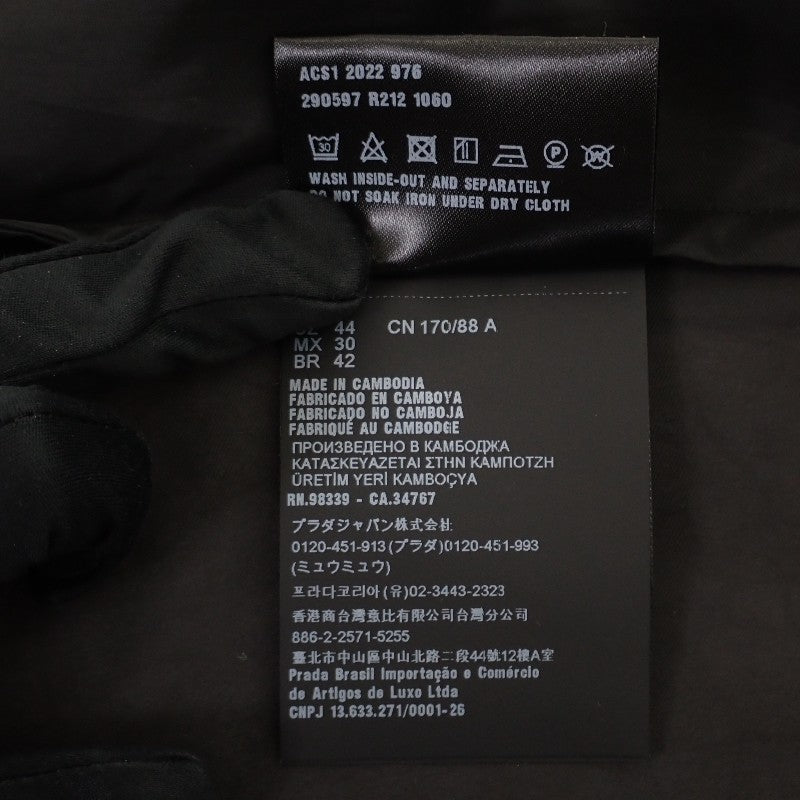 ACS1 2022 976
290597 R212 1060
30
P
W
WASH INSIDE-OUT AND SEPARATELY
DO NOT SOAK IRON UNDER DRY CLOTH
44 CN 170/88 A
MX 30
BR 42
MADE IN CAMBODIA
FABRICADO EN CAMBOYA
FABRICADO NO CAMBOJA
FABRIQUÉ AU CAMBODGE
ПРОИЗВЕДЕНО В КАМБОДЖА
ΚΑΤΑΣΚΕΥΑΖΕΤΑΙ ΣΤΗΝ ΚΑΜΠΟΤΖΗ
ÜRETİM YERİ KAMBOÇYA
RN.98339 - CA.34767
プラダジャパン株式会社
0120-451-913(プラダ)0120-451-993
(ミュウミュウ)
프라다코리아(유)02-3443-2323
香港商台灣意比有限公司台灣分公司
886-2-2571-5255
臺北市中山區中山北路二段44號12樓A室
Prada Brasil Importação e Comércio
de Artigos de Luxo Ltda
CNPJ 13.633.271/0001-26